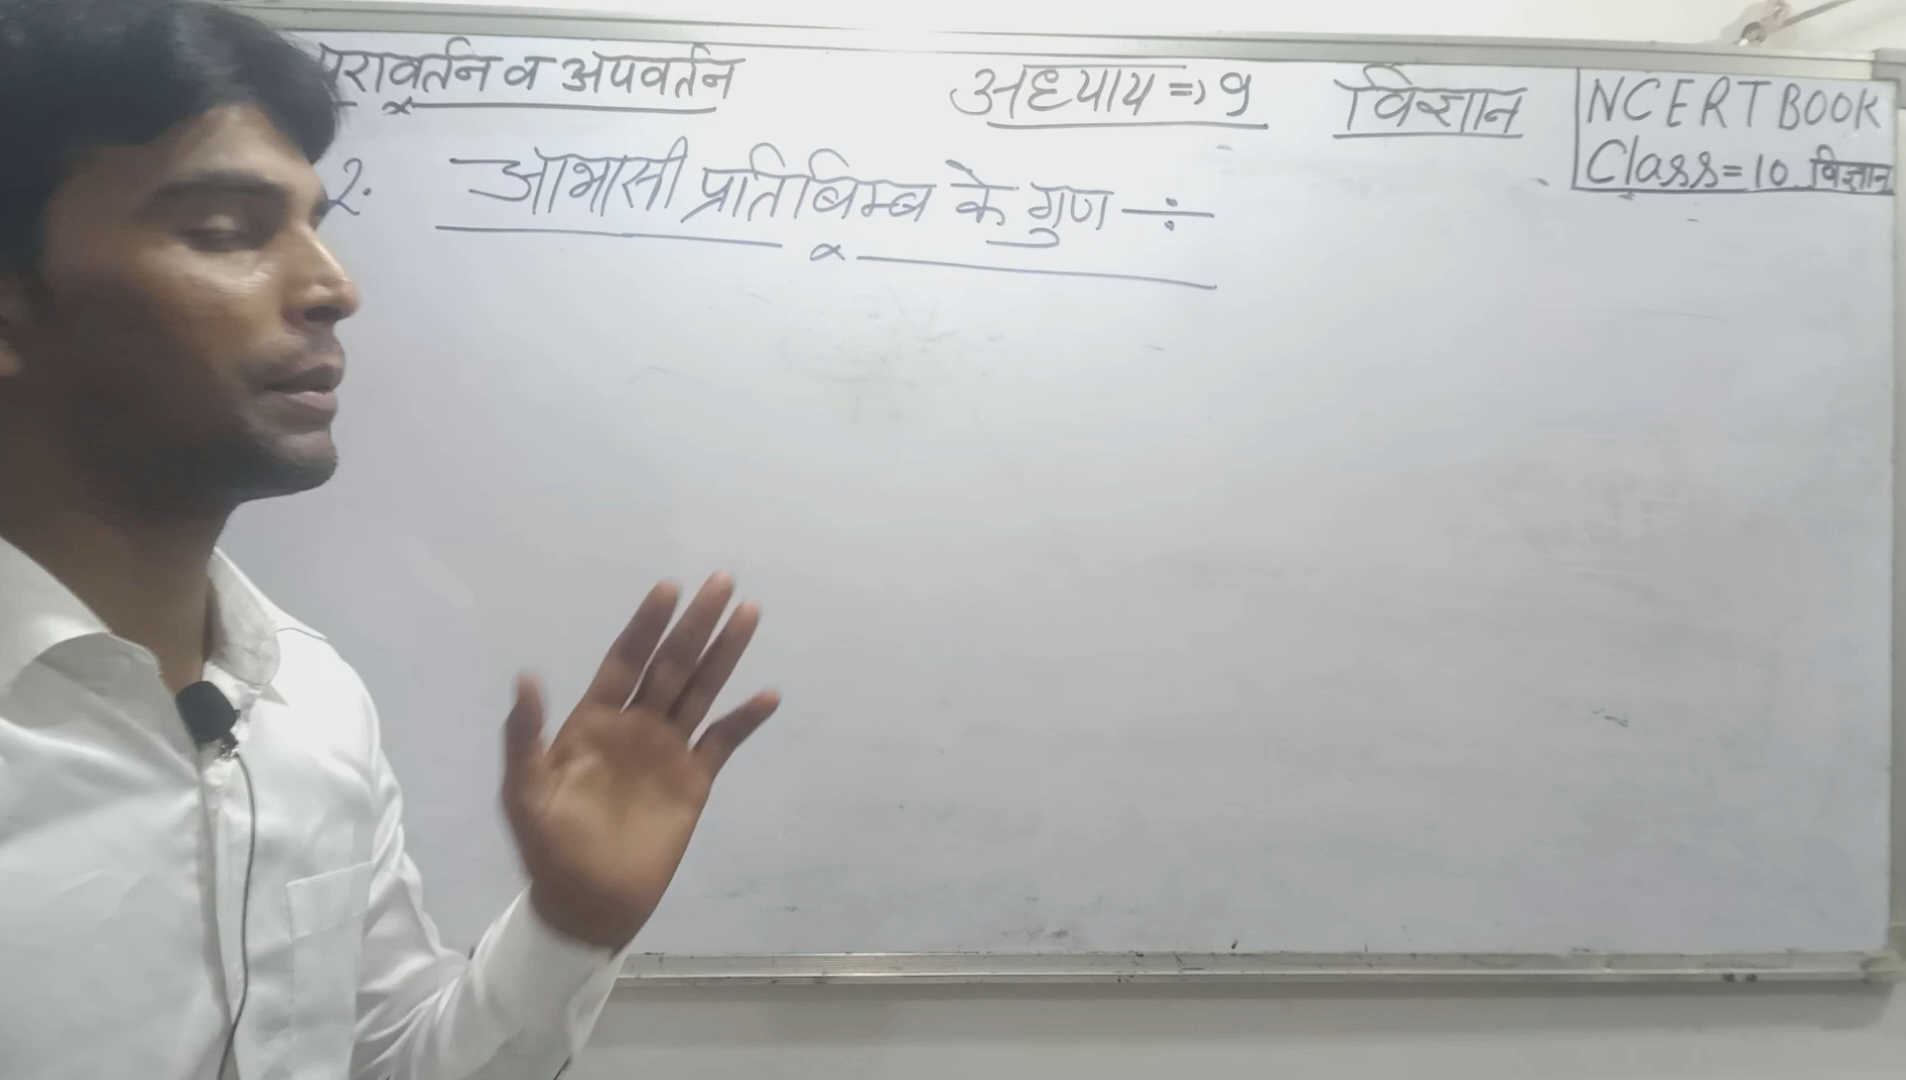 परावर्तन व अपवर्तन
अध्याय => 9
विज्ञान
NCERT BOOK
Class = 10 विज्ञान
2. आभासी प्रतिबिम्ब के गुण ÷